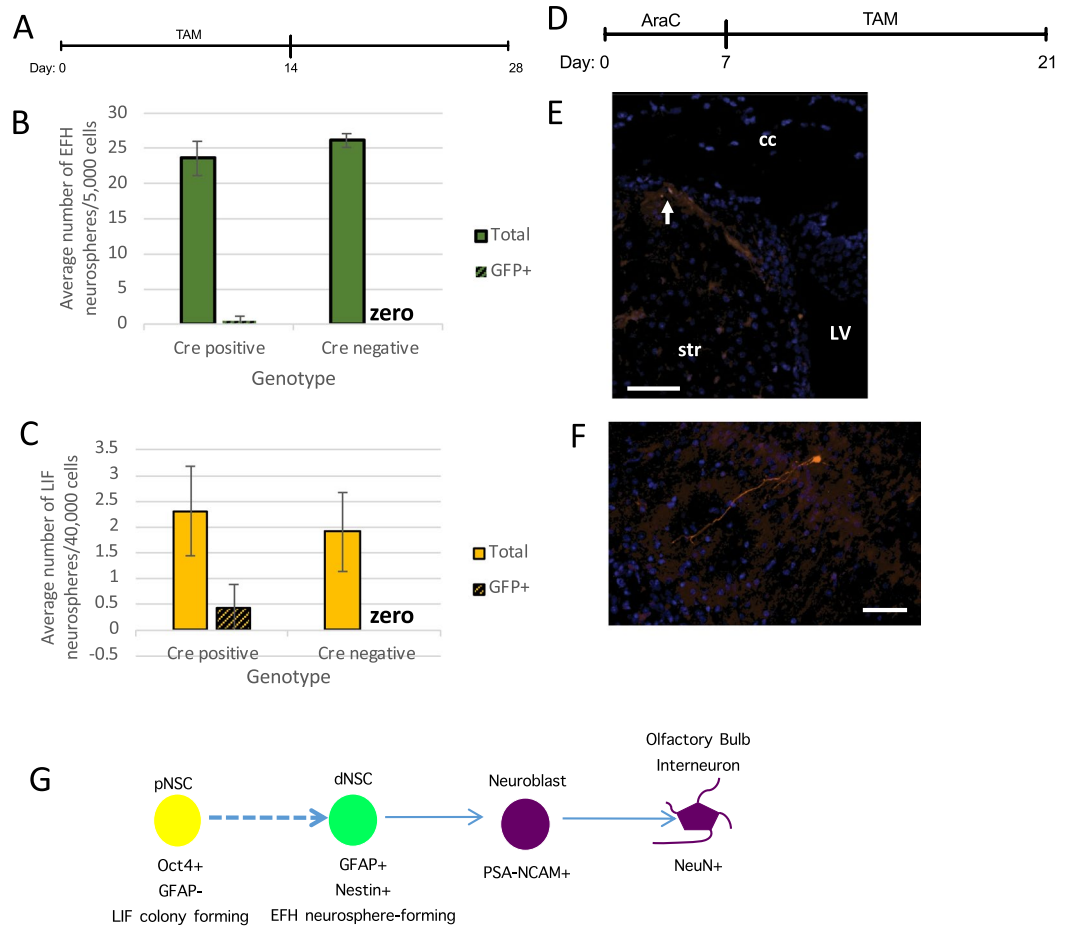 A
TAM
Day: 0
14
28
B
Average number of EFH
neurospheres/5,000 cells
30
25
20
15
10
5
0
zero
Cre positive
Cre negative
Genotype
Total
GFP+
C
Average number of LIF
neurospheres/40,000 cells
3.5
3
2.5
2
1.5
1
0.5
0
-0.5
zero
Cre positive
Cre negative
Genotype
Total
GFP+
D
AraC
TAM
Day: 0
7
21
E
cc
LV
str
F
G
pNSC
Oct4+
GFAP-
LIF colony forming
dNSC
GFAP+
Nestin+
EFH neurosphere-forming
Neuroblast
PSA-NCAM+
Olfactory Bulb
Interneuron
NeuN+